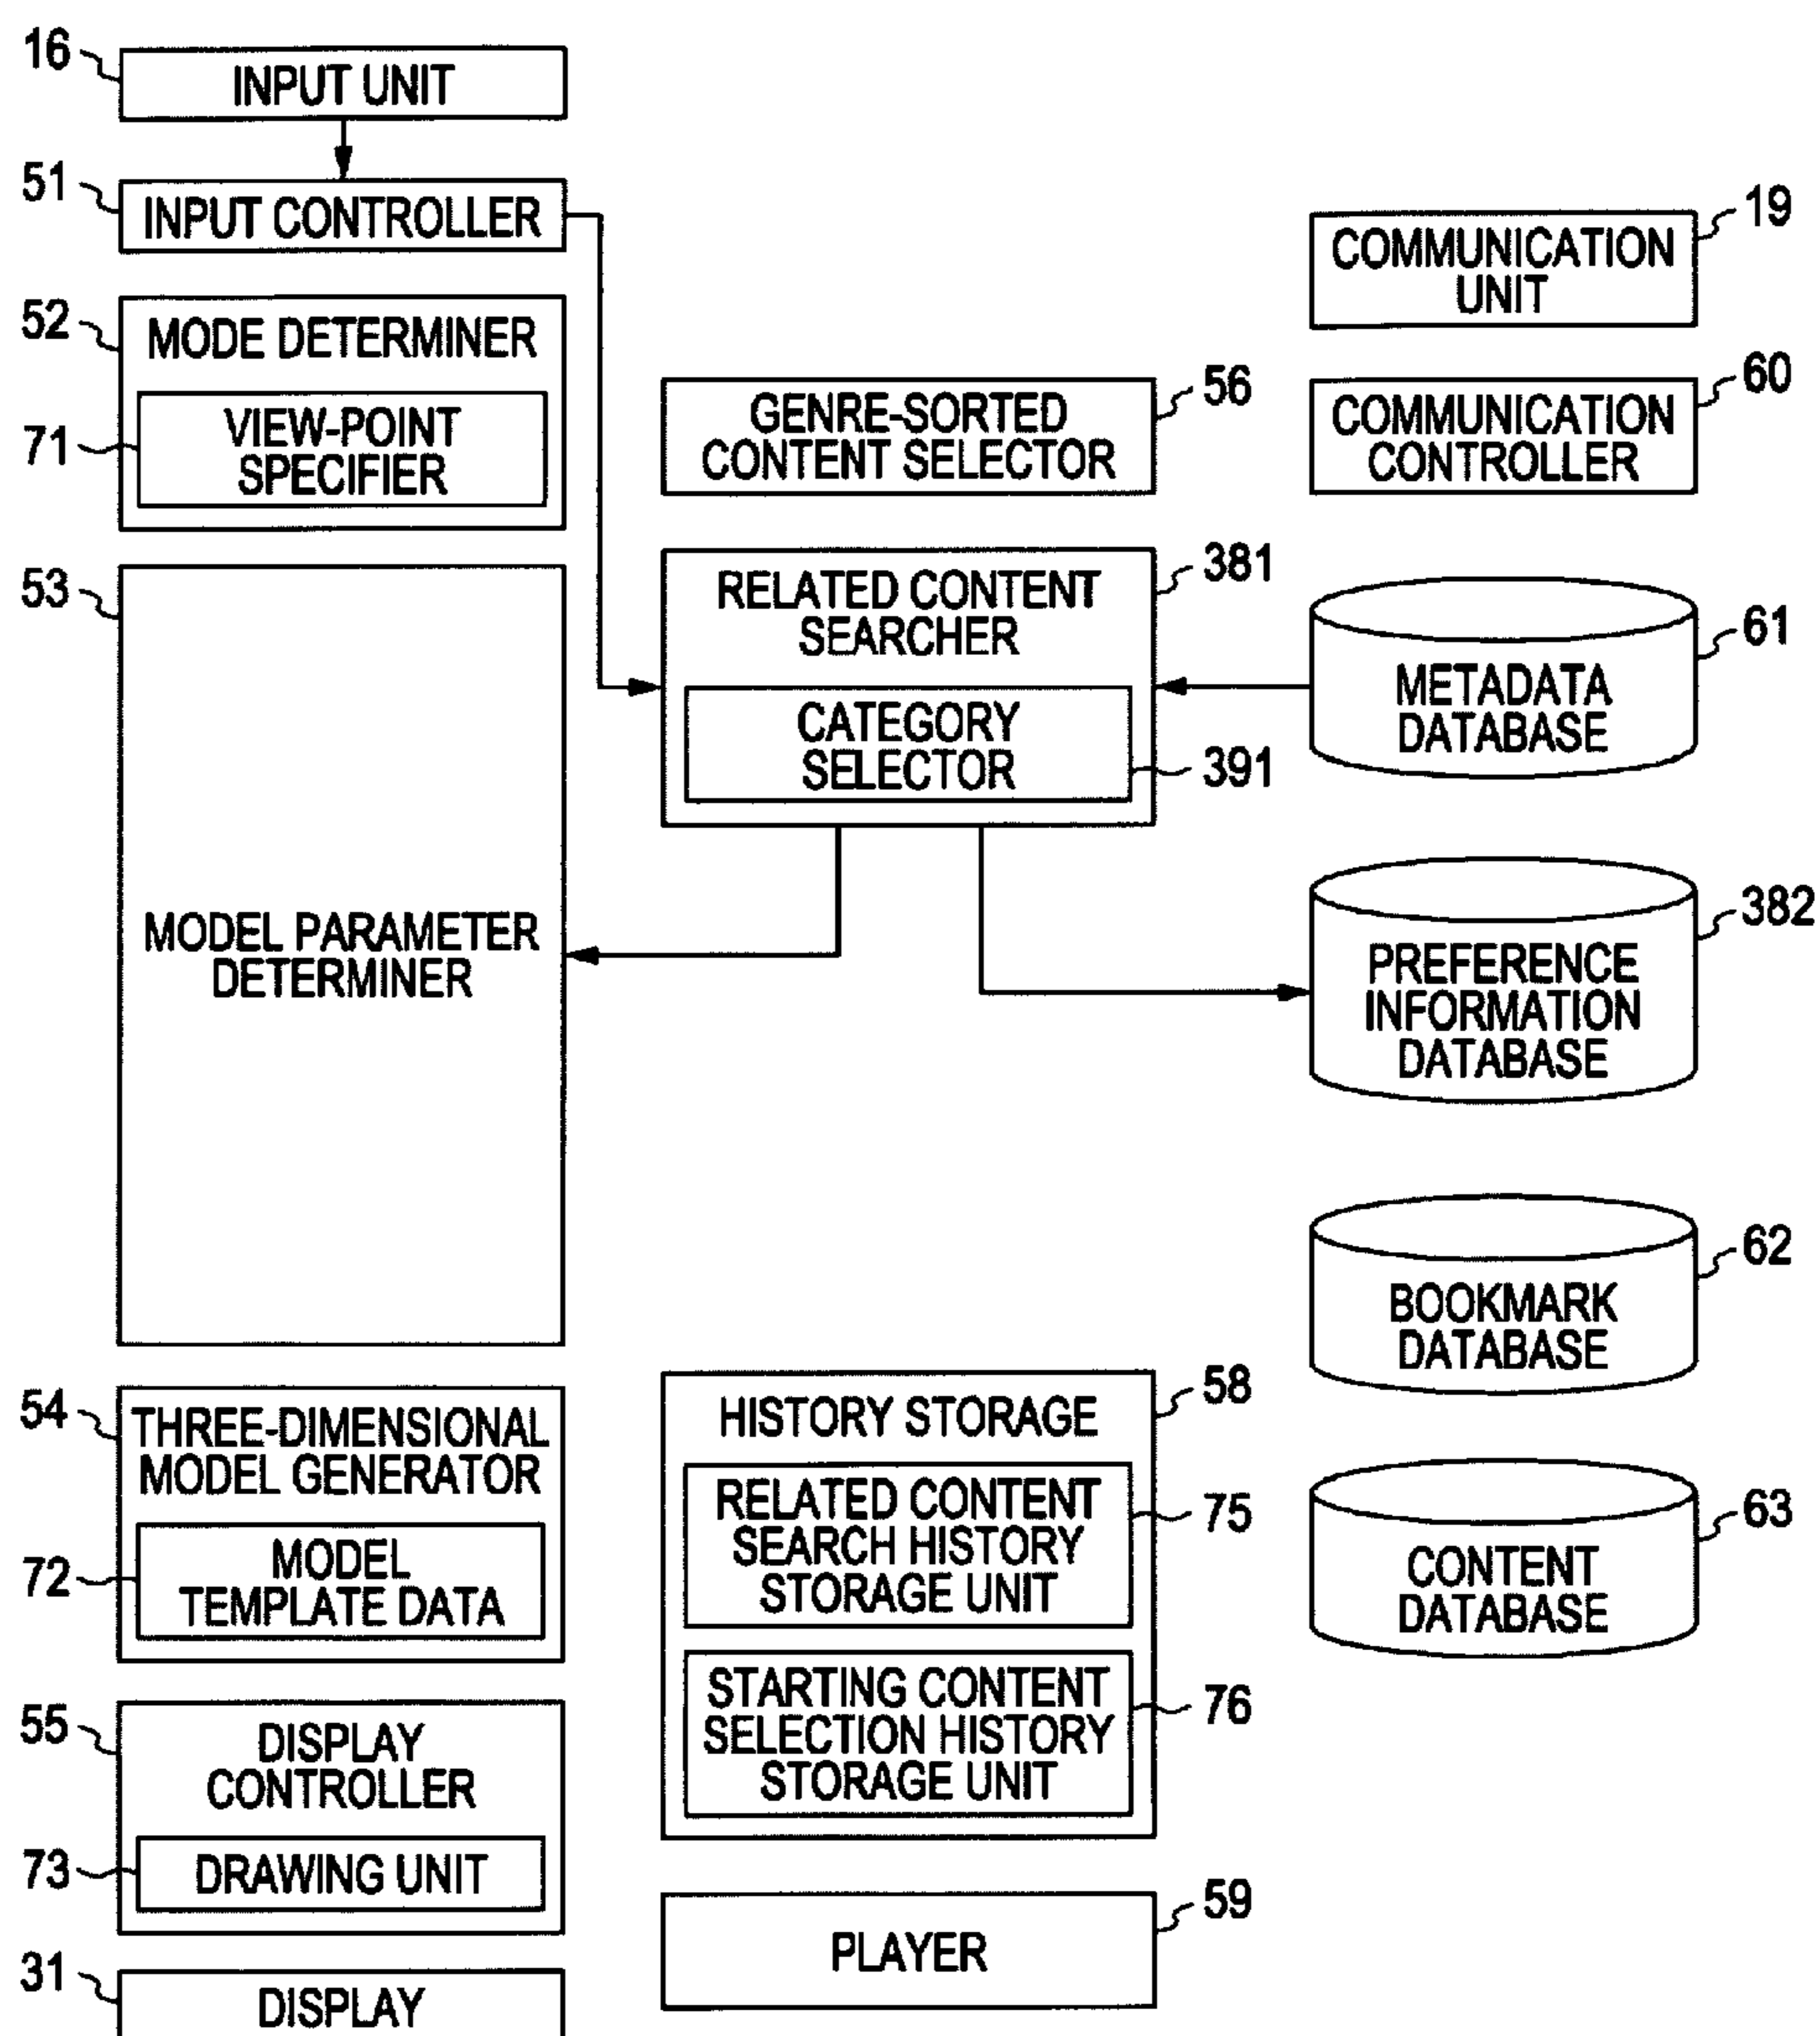 16
INPUT UNIT
51
INPUT CONTROLLER
52
MODE DETERMINER
71
VIEW-POINT
SPECIFIER
53
MODEL PARAMETER
DETERMINER
54
THREE-DIMENSIONAL
MODEL GENERATOR
72
MODEL
TEMPLATE DATA
55
DISPLAY
CONTROLLER
73
DRAWING UNIT
31
DISPLAY
56
GENRE-SORTED
CONTENT SELECTOR
381
RELATED CONTENT
SEARCHER
CATEGORY
SELECTOR
391
58
HISTORY STORAGE
RELATED CONTENT
SEARCH HISTORY
STORAGE UNIT
75
STARTING CONTENT
SELECTION HISTORY
STORAGE UNIT
76
59
PLAYER
19
COMMUNICATION
UNIT
60
COMMUNICATION
CONTROLLER
61
METADATA
DATABASE
382
PREFERENCE
INFORMATION
DATABASE
62
BOOKMARK
DATABASE
63
CONTENT
DATABASE